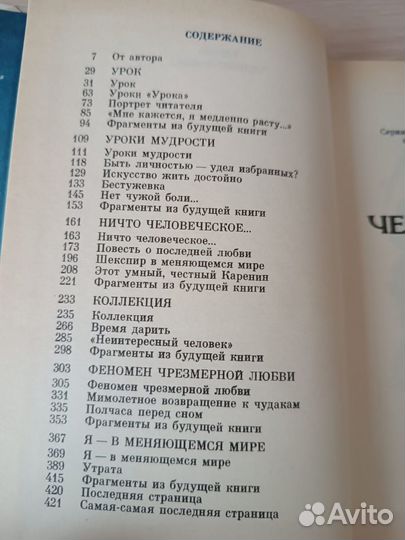 СОДЕРЖАНИЕ
7 От автора
29 УРОК
31 Урок
63 Уроки «Урока»
73 Портрет читателя
85 «Мне кажется, я медленно расту...»
94 Фрагменты из будущей книги
109 УРОКИ МУДРОСТИ
111 Уроки мудрости
118 Быть личностью — удел избранных?
129 Искусство жить достойно
133 Бестужевка
145 Нет чужой боли...
153 Фрагменты из будущей книги
161 НИЧТО ЧЕЛОВЕЧЕСКОЕ...
163 Ничто человеческое...
173 Повесть о последней любви
196 Шекспир в меняющемся мире
208 Этот умный, честный Каренин
221 Фрагменты из будущей книги
233 КОЛЛЕКЦИЯ
235 Коллекция
266 Время дарить
285 «Неинтересный человек»
298 Фрагменты из будущей книги
303 ФЕНОМЕН ЧРЕЗМЕРНОЙ ЛЮБВИ
305 Феномен чрезмерной любви
331 Мимолетное возвращение к чудакам
335 Полчаса перед сном
353 Фрагменты из будущей книги
367 Я — В МЕНЯЮЩЕМСЯ МИРЕ
369 Я — в меняющемся мире
389 Утрата
415 Фрагменты из будущей книги
420 Последняя страница
421 Самая-самая последняя страница
ЧЕ
Avito